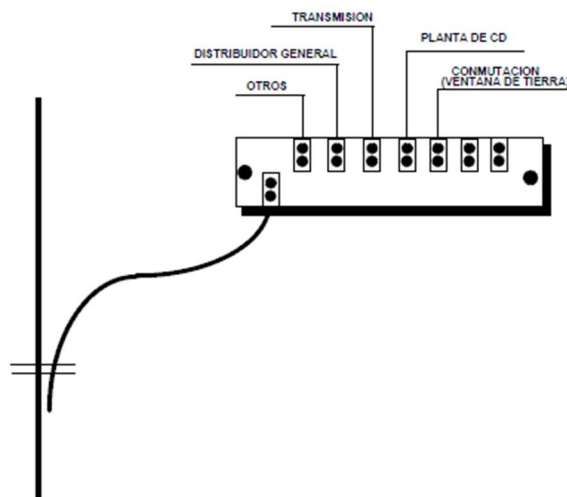 TRANSMISION
PLANTA DE CD
DISTRIBUIDOR GENERAL
CONMUTACION
(VENTANA DE TIERRA)
OTROS